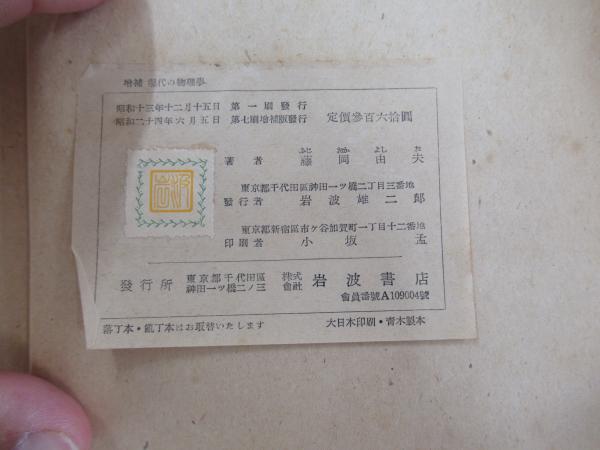 増補 現代の物理學
昭和十三年十二月十五日 第一刷發行
昭和二十四年六月五日 第七刷增補版發行 定價參百六拾圓
著者 藤岡由夫
東京都千代田區神田一ツ橋二丁目三番地
發行者 岩波雄二郎
東京都新宿區市ヶ谷加賀町一丁目十二番地
印刷者 小坂孟
發行所 東京都千代田區神田一ツ橋二ノ三 株式會社 岩波書店
會員番號A109004號
落丁本・亂丁本はお取替いたします 大日本印刷・靑木製本